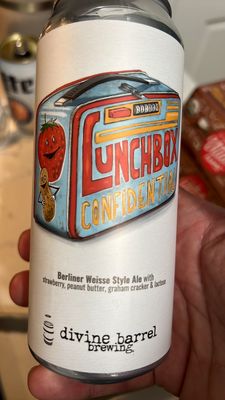 LUNCHBOX
CONFIDENTIAL
Berliner Weisse Style Ale with
strawberry, peanut butter, graham cracker & lactose
divine barrel
brewing.